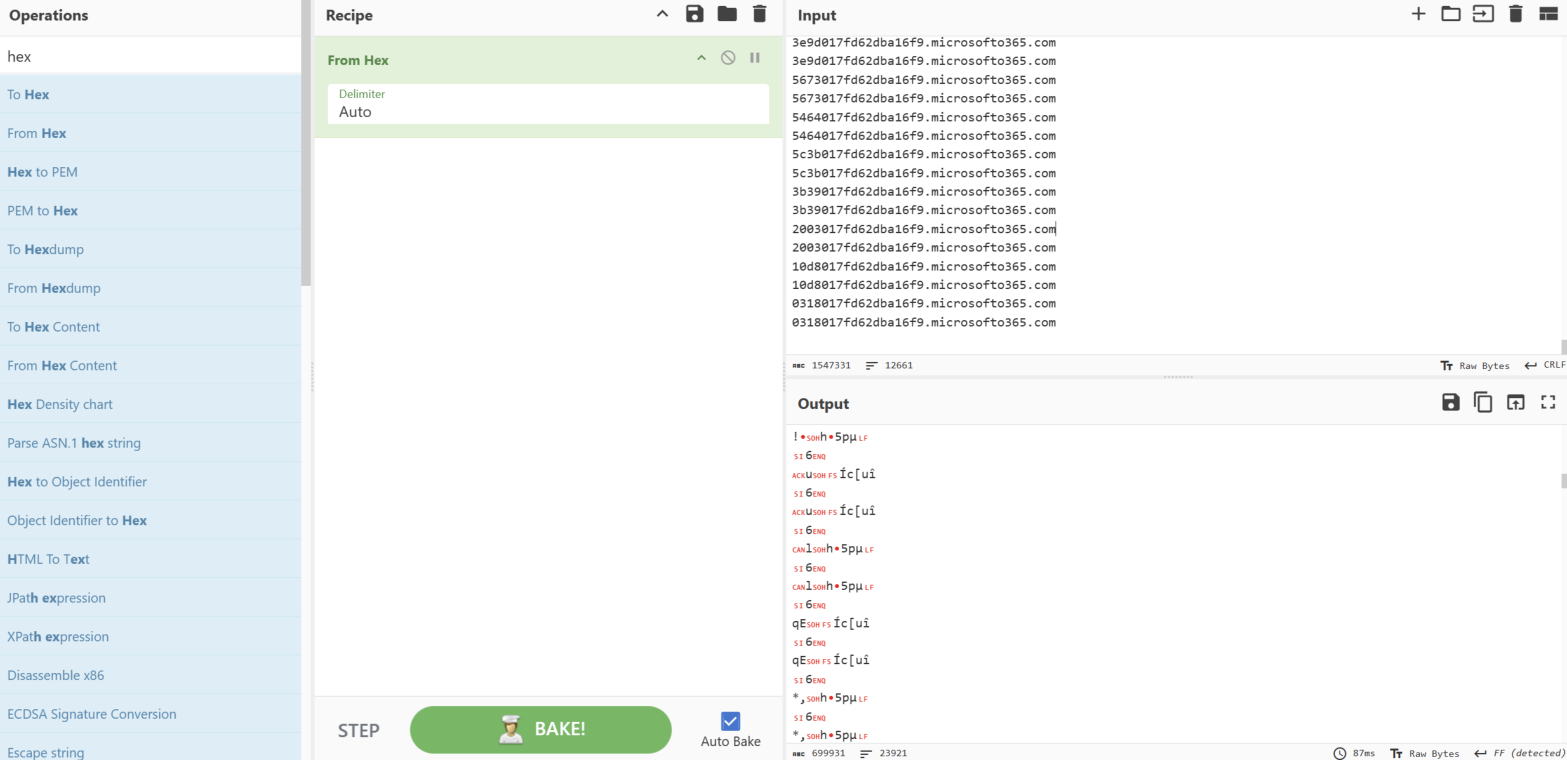 Operations
hex
To Hex
From Hex
Hex to PEM
PEM to Hex
To Hexdump
From Hexdump
To Hex Content
From Hex Content
Hex Density chart
Parse ASN.1 hex string
Hex to Object Identifier
Object Identifier to Hex
HTML To Text
JPath expression
XPath expression
Disassemble x86
ECDSA Signature Conversion
Escape string
Recipe
From Hex
Delimiter
Auto
STEP
BAKE!
Auto Bake
Input
3e9d017fd62dba16f9.microsofto365.com
3e9d017fd62dba16f9.microsofto365.com
5673017fd62dba16f9.microsofto365.com
5673017fd62dba16f9.microsofto365.com
5464017fd62dba16f9.microsofto365.com
5464017fd62dba16f9.microsofto365.com
5c3b017fd62dba16f9.microsofto365.com
5c3b017fd62dba16f9.microsofto365.com
3b39017fd62dba16f9.microsofto365.com
3b39017fd62dba16f9.microsofto365.com
2003017fd62dba16f9.microsofto365.com
2003017fd62dba16f9.microsofto365.com
10d8017fd62dba16f9.microsofto365.com
10d8017fd62dba16f9.microsofto365.com
0318017fd62dba16f9.microsofto365.com
0318017fd62dba16f9.microsofto365.com
ABC 1547331 12661 Tт Raw Bytes CRLF
Output
!•SOHh•5pµLF
SI6ENQ
ACKuSOHFSÍc[uî
SI6ENQ
ACKuSOHFSÍc[uî
SI6ENQ
CANlSOHh•5pµLF
SI6ENQ
CANlSOHh•5pµLF
SI6ENQ
qESOHFSÍc[uî
SI6ENQ
qESOHFSÍc[uî
SI6ENQ
*,SOHh•5pµLF
SI6ENQ
*,SOHh•5pµLF
ABC 699931 23921 87ms Tт Raw Bytes FF (detected)